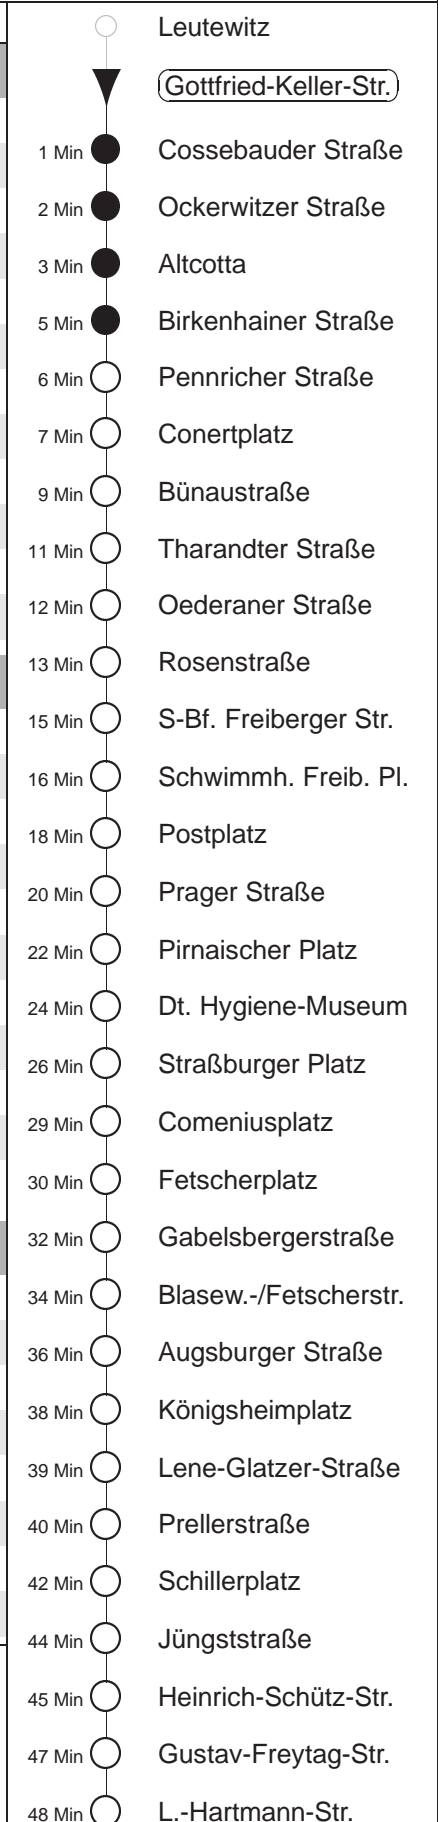 Leutewitz
Gottfried-Keller-Str.
1 Min Cossebauder Straße
2 Min Ockerwitzer Straße
3 Min Altcotta
5 Min Birkenhainer Straße
6 Min Pennricher Straße
7 Min Conertplatz
9 Min Bünaustraße
11 Min Tharandter Straße
12 Min Oederaner Straße
13 Min Rosenstraße
15 Min S-Bf. Freiberger Str.
16 Min Schwimmh. Freib. Pl.
18 Min Postplatz
20 Min Prager Straße
22 Min Pirnaischer Platz
24 Min Dt. Hygiene-Museum
26 Min Straßburger Platz
29 Min Comeniusplatz
30 Min Fetscherplatz
32 Min Gabelsbergerstraße
34 Min Blasew.-/Fetscherstr.
36 Min Augsburger Straße
38 Min Königsheimplatz
39 Min Lene-Glatzer-Straße
40 Min Prellerstraße
42 Min Schillerplatz
44 Min Jüngststraße
45 Min Heinrich-Schütz-Str.
47 Min Gustav-Freytag-Str.
48 Min L.-Hartmann-Str.